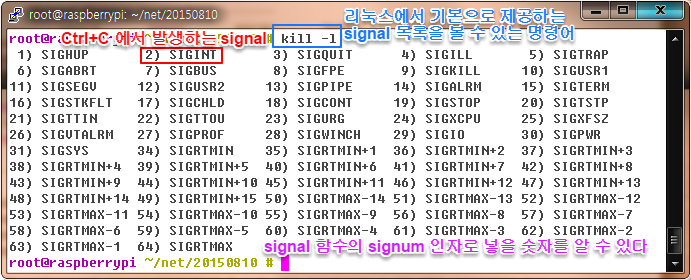 root@raspberrypi: ~/net/20150810
리눅스에서 기본으로 제공하는
root@raspberrypi Ctrl+C 에서 발생하는 signal kill -l signal 목록을 볼 수 있는 명령어
1) SIGHUP 2) SIGINT 3) SIGQUIT 4) SIGILL 5) SIGTRAP
6) SIGABRT 7) SIGBUS 8) SIGFPE 9) SIGKILL 10) SIGUSR1
11) SIGSEGV 12) SIGUSR2 13) SIGPIPE 14) SIGALRM 15) SIGTERM
16) SIGSTKFLT 17) SIGCHLD 18) SIGCONT 19) SIGSTOP 20) SIGTSTP
21) SIGTTIN 22) SIGTTOU 23) SIGURG 24) SIGXCPU 25) SIGXFSZ
26) SIGVTALRM 27) SIGPROF 28) SIGWINCH 29) SIGIO 30) SIGPWR
31) SIGSYS 34) SIGRTMIN 35) SIGRTMIN+1 36) SIGRTMIN+2 37) SIGRTMIN+3
38) SIGRTMIN+4 39) SIGRTMIN+5 40) SIGRTMIN+6 41) SIGRTMIN+7 42) SIGRTMIN+8
43) SIGRTMIN+9 44) SIGRTMIN+10 45) SIGRTMIN+11 46) SIGRTMIN+12 47) SIGRTMIN+13
48) SIGRTMIN+14 49) SIGRTMIN+15 50) SIGRTMAX-14 51) SIGRTMAX-13 52) SIGRTMAX-12
53) SIGRTMAX-11 54) SIGRTMAX-10 55) SIGRTMAX-9 56) SIGRTMAX-8 57) SIGRTMAX-7
58) SIGRTMAX-6 59) SIGRTMAX-5 60) SIGRTMAX-4 61) SIGRTMAX-3 62) SIGRTMAX-2
63) SIGRTMAX-1 64) SIGRTMAX signal 함수의 signum 인자로 넣을 숫자를 알 수 있다
root@raspberrypi ~/net/20150810 #